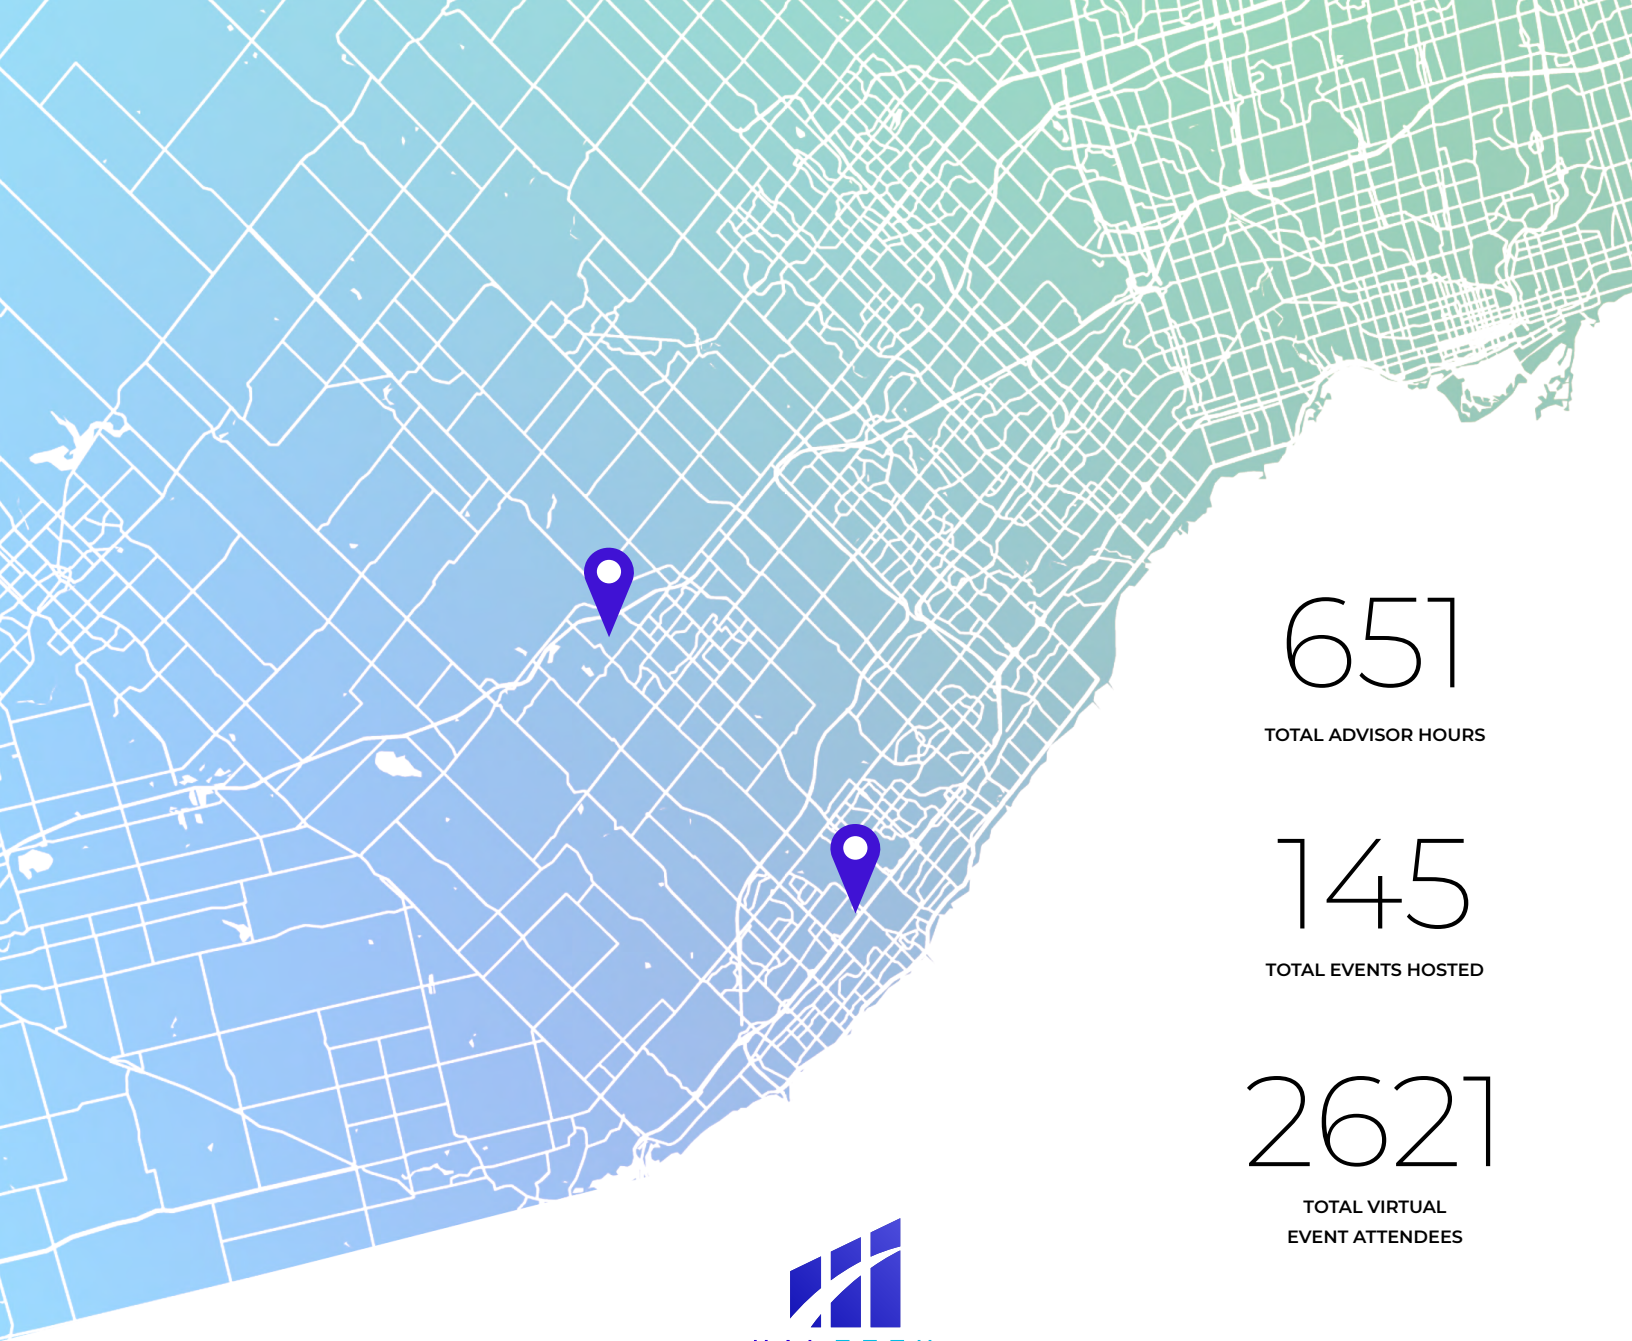 651
TOTAL ADVISOR HOURS
145
TOTAL EVENTS HOSTED
2621
TOTAL VIRTUAL
EVENT ATTENDEES